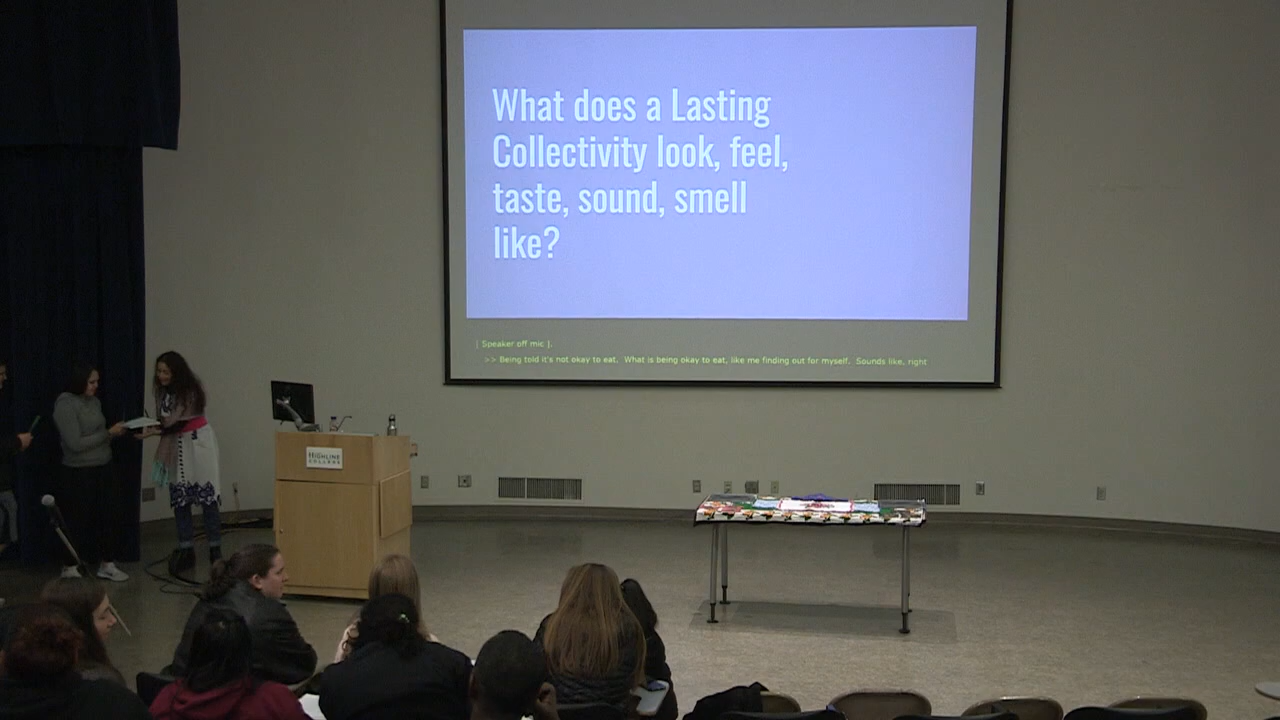 What does a Lasting
Collectivity look, feel,
taste, sound, smell
like?
[ Speaker off mic ].
>> Being told it's not okay to eat.  What is being okay to eat, like me finding out for myself.  Sounds like, right
HIGHLINE
COLLEGE